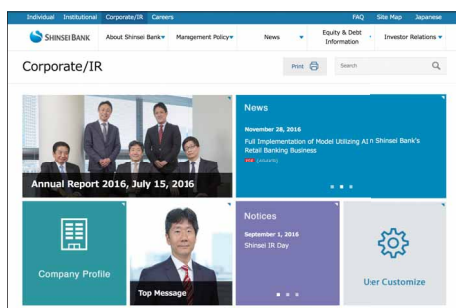 Individual Institutional Corporate/IR Careers FAQ Site Map Japanese
SHINSEI BANK About Shinsei Bank Management Policy News Equity & Debt Information Investor Relations
Corporate/IR Print Search
News
November 28, 2016
Full Implementation of Model Utilizing AI n Shinsei Bank's
Retail Banking Business
PDF
Annual Report 2016, July 15, 2016
Company Profile
Top Message
Notices
September 1, 2016
Shinsei IR Day
User Customize